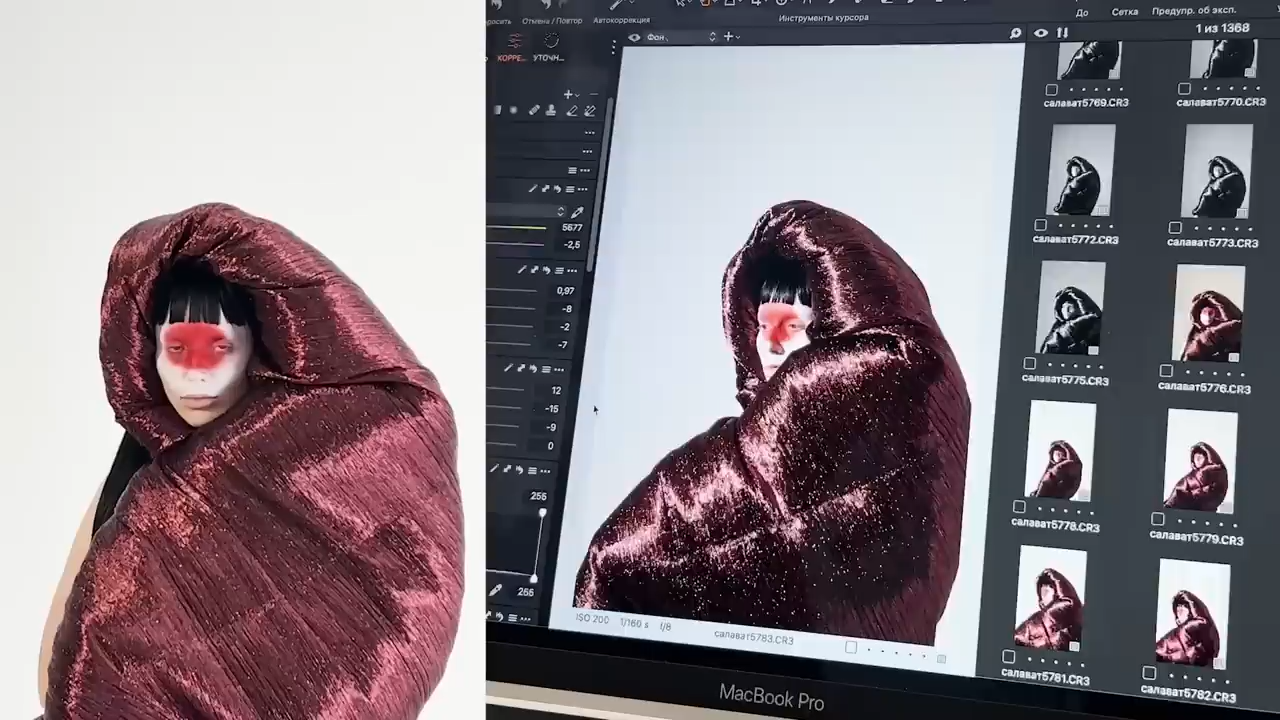 Отмена / Повтор
Автокоррекция
Инструменты курсора
До
Сетка
Предупр. об эксп.
КОРРЕ...
УТОЧН...
Фон
1 из 1368
5677
-2,5
0,97
-8
-2
-7
12
-15
-9
0
255
255
ISO 200 1/160 s f/8
салават5783.CR3
салават5769.CR3
салават5770.CR3
салават5772.CR3
салават5773.CR3
салават5775.CR3
салават5776.CR3
салават5778.CR3
салават5779.CR3
салават5781.CR3
салават5782.CR3
MacBook Pro